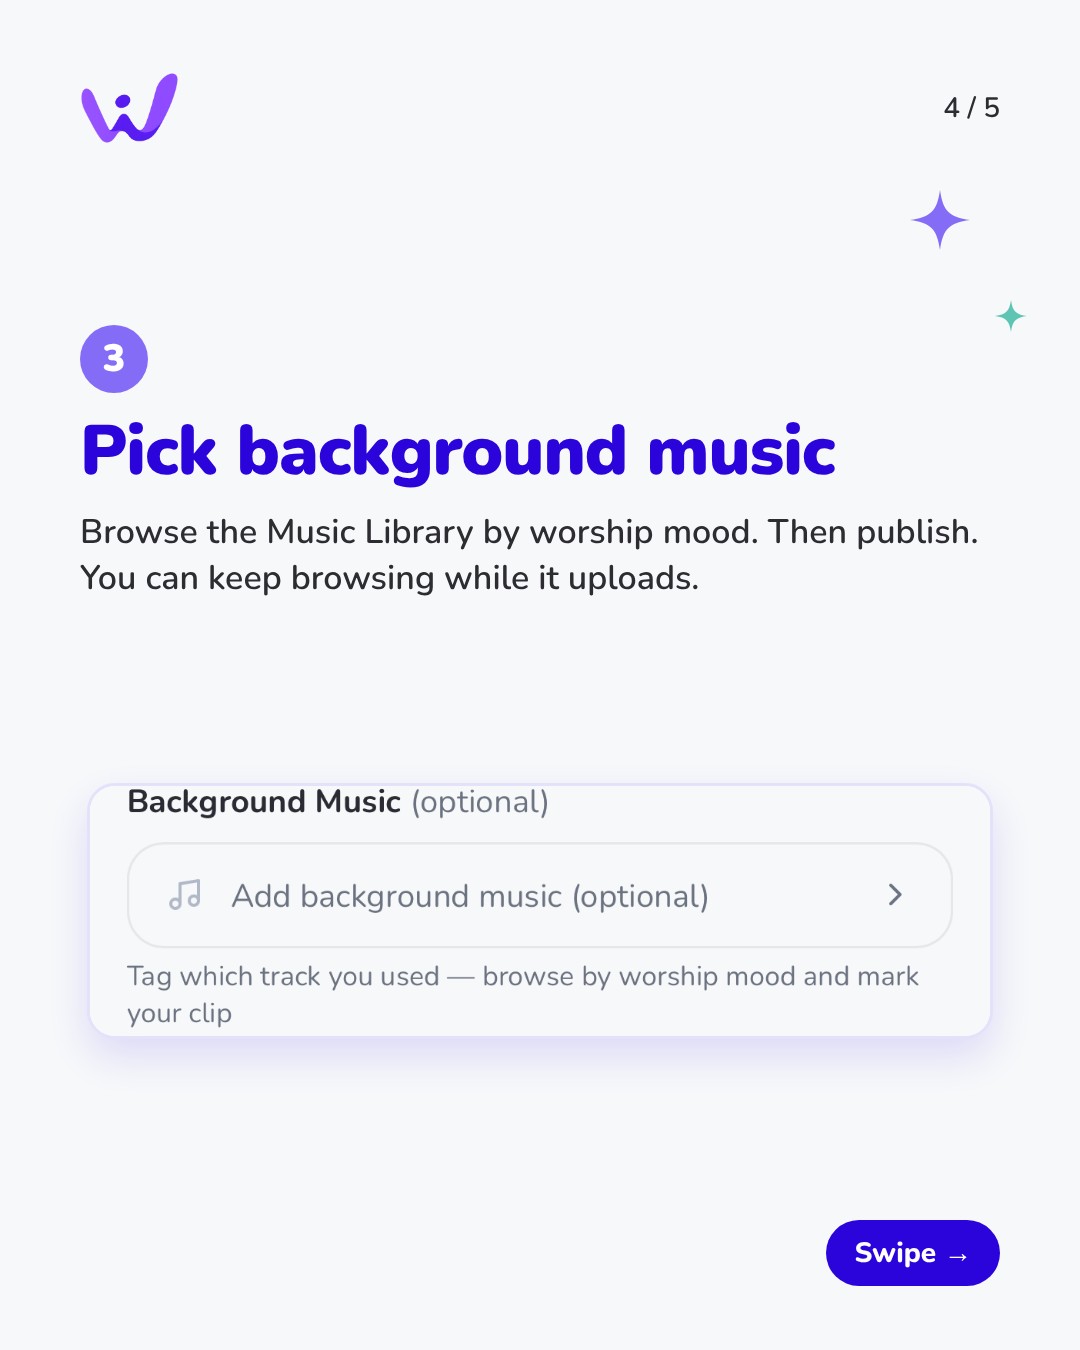 4 / 5
3
Pick background music
Browse the Music Library by worship mood. Then publish.
You can keep browsing while it uploads.
Background Music (optional)
Add background music (optional)
Tag which track you used — browse by worship mood and mark
your clip
Swipe →